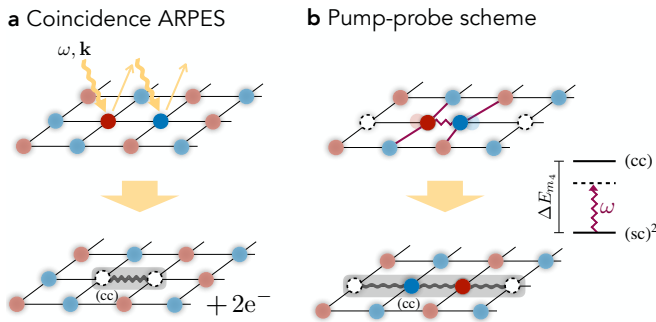 a Coincidence ARPES
ω, k
(cc)
+ 2e⁻
b Pump-probe scheme
(cc)
ΔE_{m_4}
ω
(sc)²
(cc)